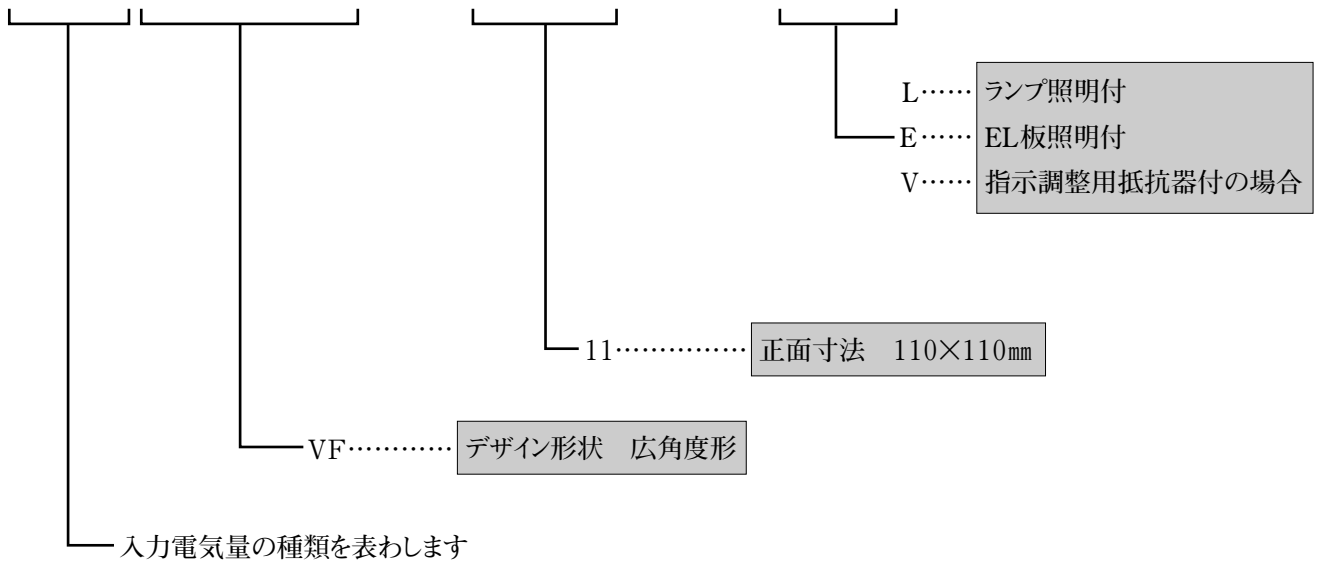 L…… ランプ照明付
E…… EL板照明付
V…… 指示調整用抵抗器付の場合
11…………… 正面寸法　110×110㎜
VF………… デザイン形状　広角度形
入力電気量の種類を表わします